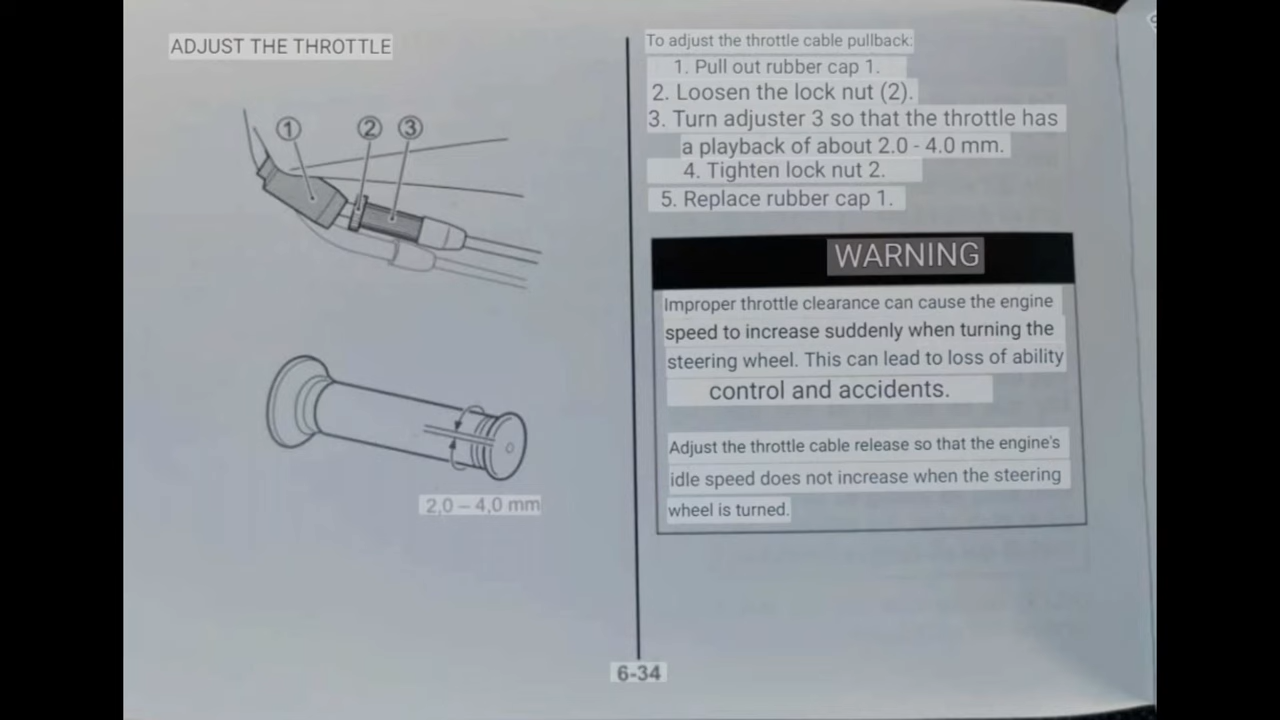 ADJUST THE THROTTLE
1 2 3
2,0 – 4,0 mm
To adjust the throttle cable pullback:
1. Pull out rubber cap 1.
2. Loosen the lock nut (2).
3. Turn adjuster 3 so that the throttle has
a playback of about 2.0 - 4.0 mm.
4. Tighten lock nut 2.
5. Replace rubber cap 1.
WARNING
Improper throttle clearance can cause the engine
speed to increase suddenly when turning the
steering wheel. This can lead to loss of ability
control and accidents.
Adjust the throttle cable release so that the engine's
idle speed does not increase when the steering
wheel is turned.
6-34